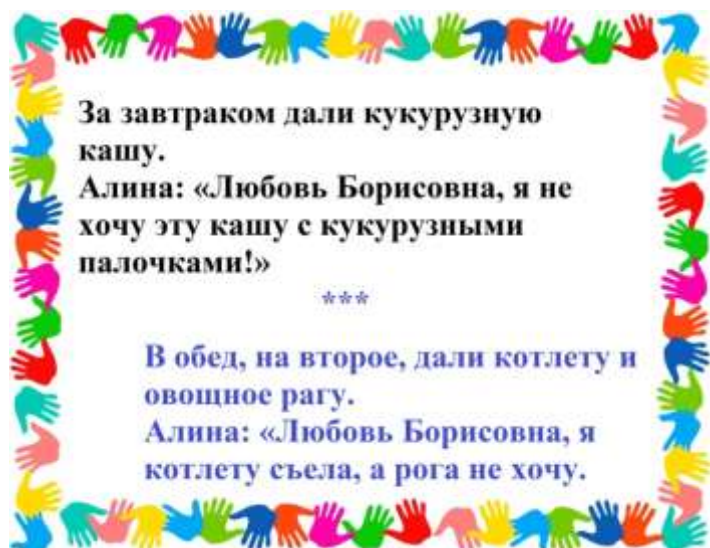 За завтраком дали кукурузную
кашу.
Алина: «Любовь Борисовна, я не
хочу эту кашу с кукурузными
палочками!»
***
В обед, на второе, дали котлету и
овощное рагу.
Алина: «Любовь Борисовна, я
котлету съела, а рога не хочу.